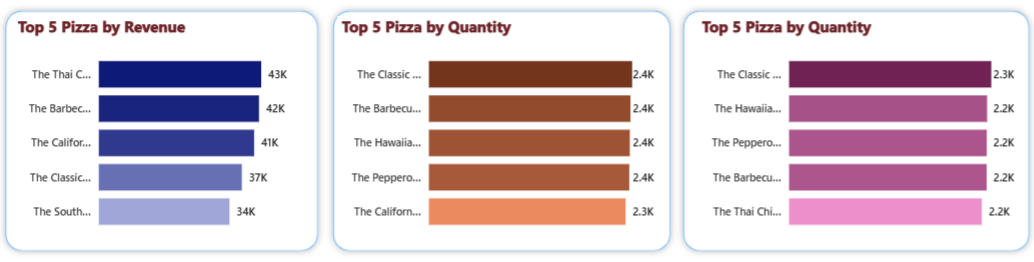 Top 5 Pizza by Revenue
The Thai C... 43K
The Barbec... 42K
The Califor... 41K
The Classic... 37K
The South... 34K
Top 5 Pizza by Quantity
The Classic ... 2.4K
The Barbecu... 2.4K
The Hawaiia... 2.4K
The Peppero... 2.4K
The Californ... 2.3K
Top 5 Pizza by Quantity
The Classic ... 2.3K
The Hawaiia... 2.2K
The Peppero... 2.2K
The Barbecu... 2.2K
The Thai Chi... 2.2K